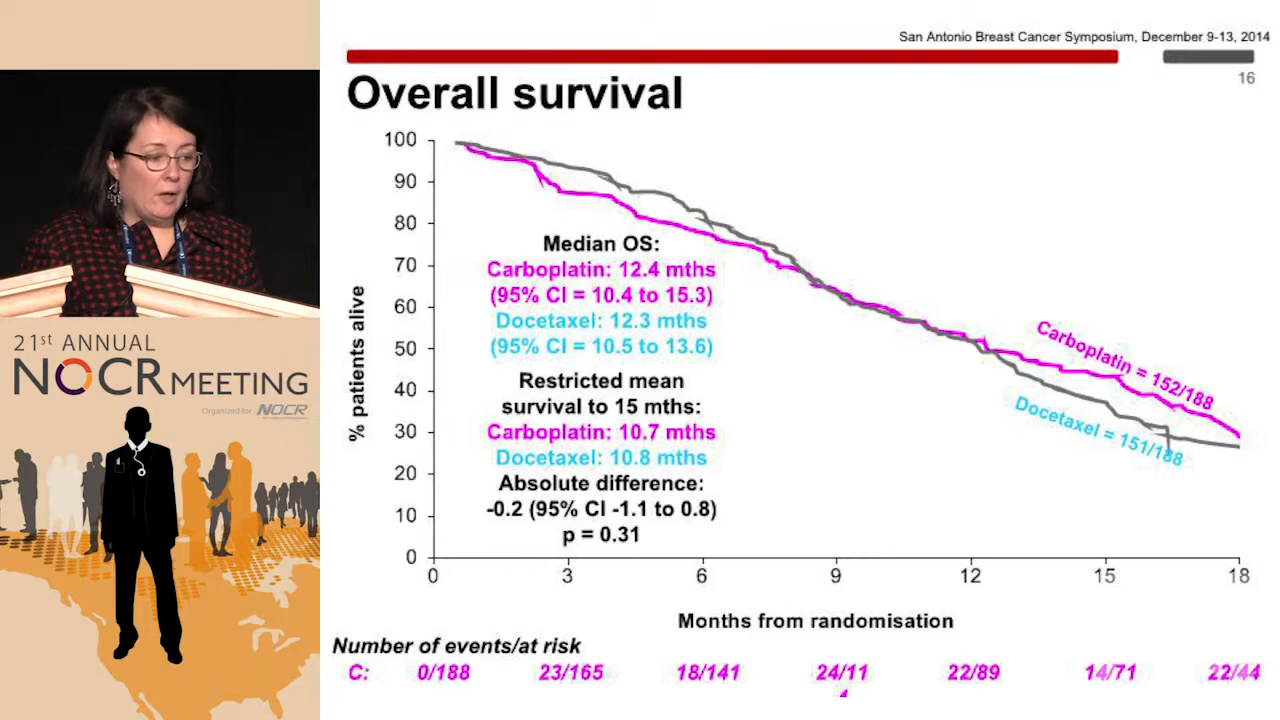 San Antonio Breast Cancer Symposium, December 9-13, 2014
16
Overall survival
100
90
80
70
60
50
40
30
20
10
0
% patients alive
Median OS:
Carboplatin: 12.4 mths
(95% CI = 10.4 to 15.3)
Docetaxel: 12.3 mths
(95% CI = 10.5 to 13.6)
Restricted mean
survival to 15 mths:
Carboplatin: 10.7 mths
Docetaxel: 10.8 mths
Absolute difference:
-0.2 (95% CI -1.1 to 0.8)
p = 0.31
Carboplatin = 152/188
Docetaxel = 151/188
0 3 6 9 12 15 18
Months from randomisation
Number of events/at risk
C: 0/188 23/165 18/141 24/11 22/89 14/71 22/44
4
21st ANNUAL
NOCR MEETING
Organized for NOCR